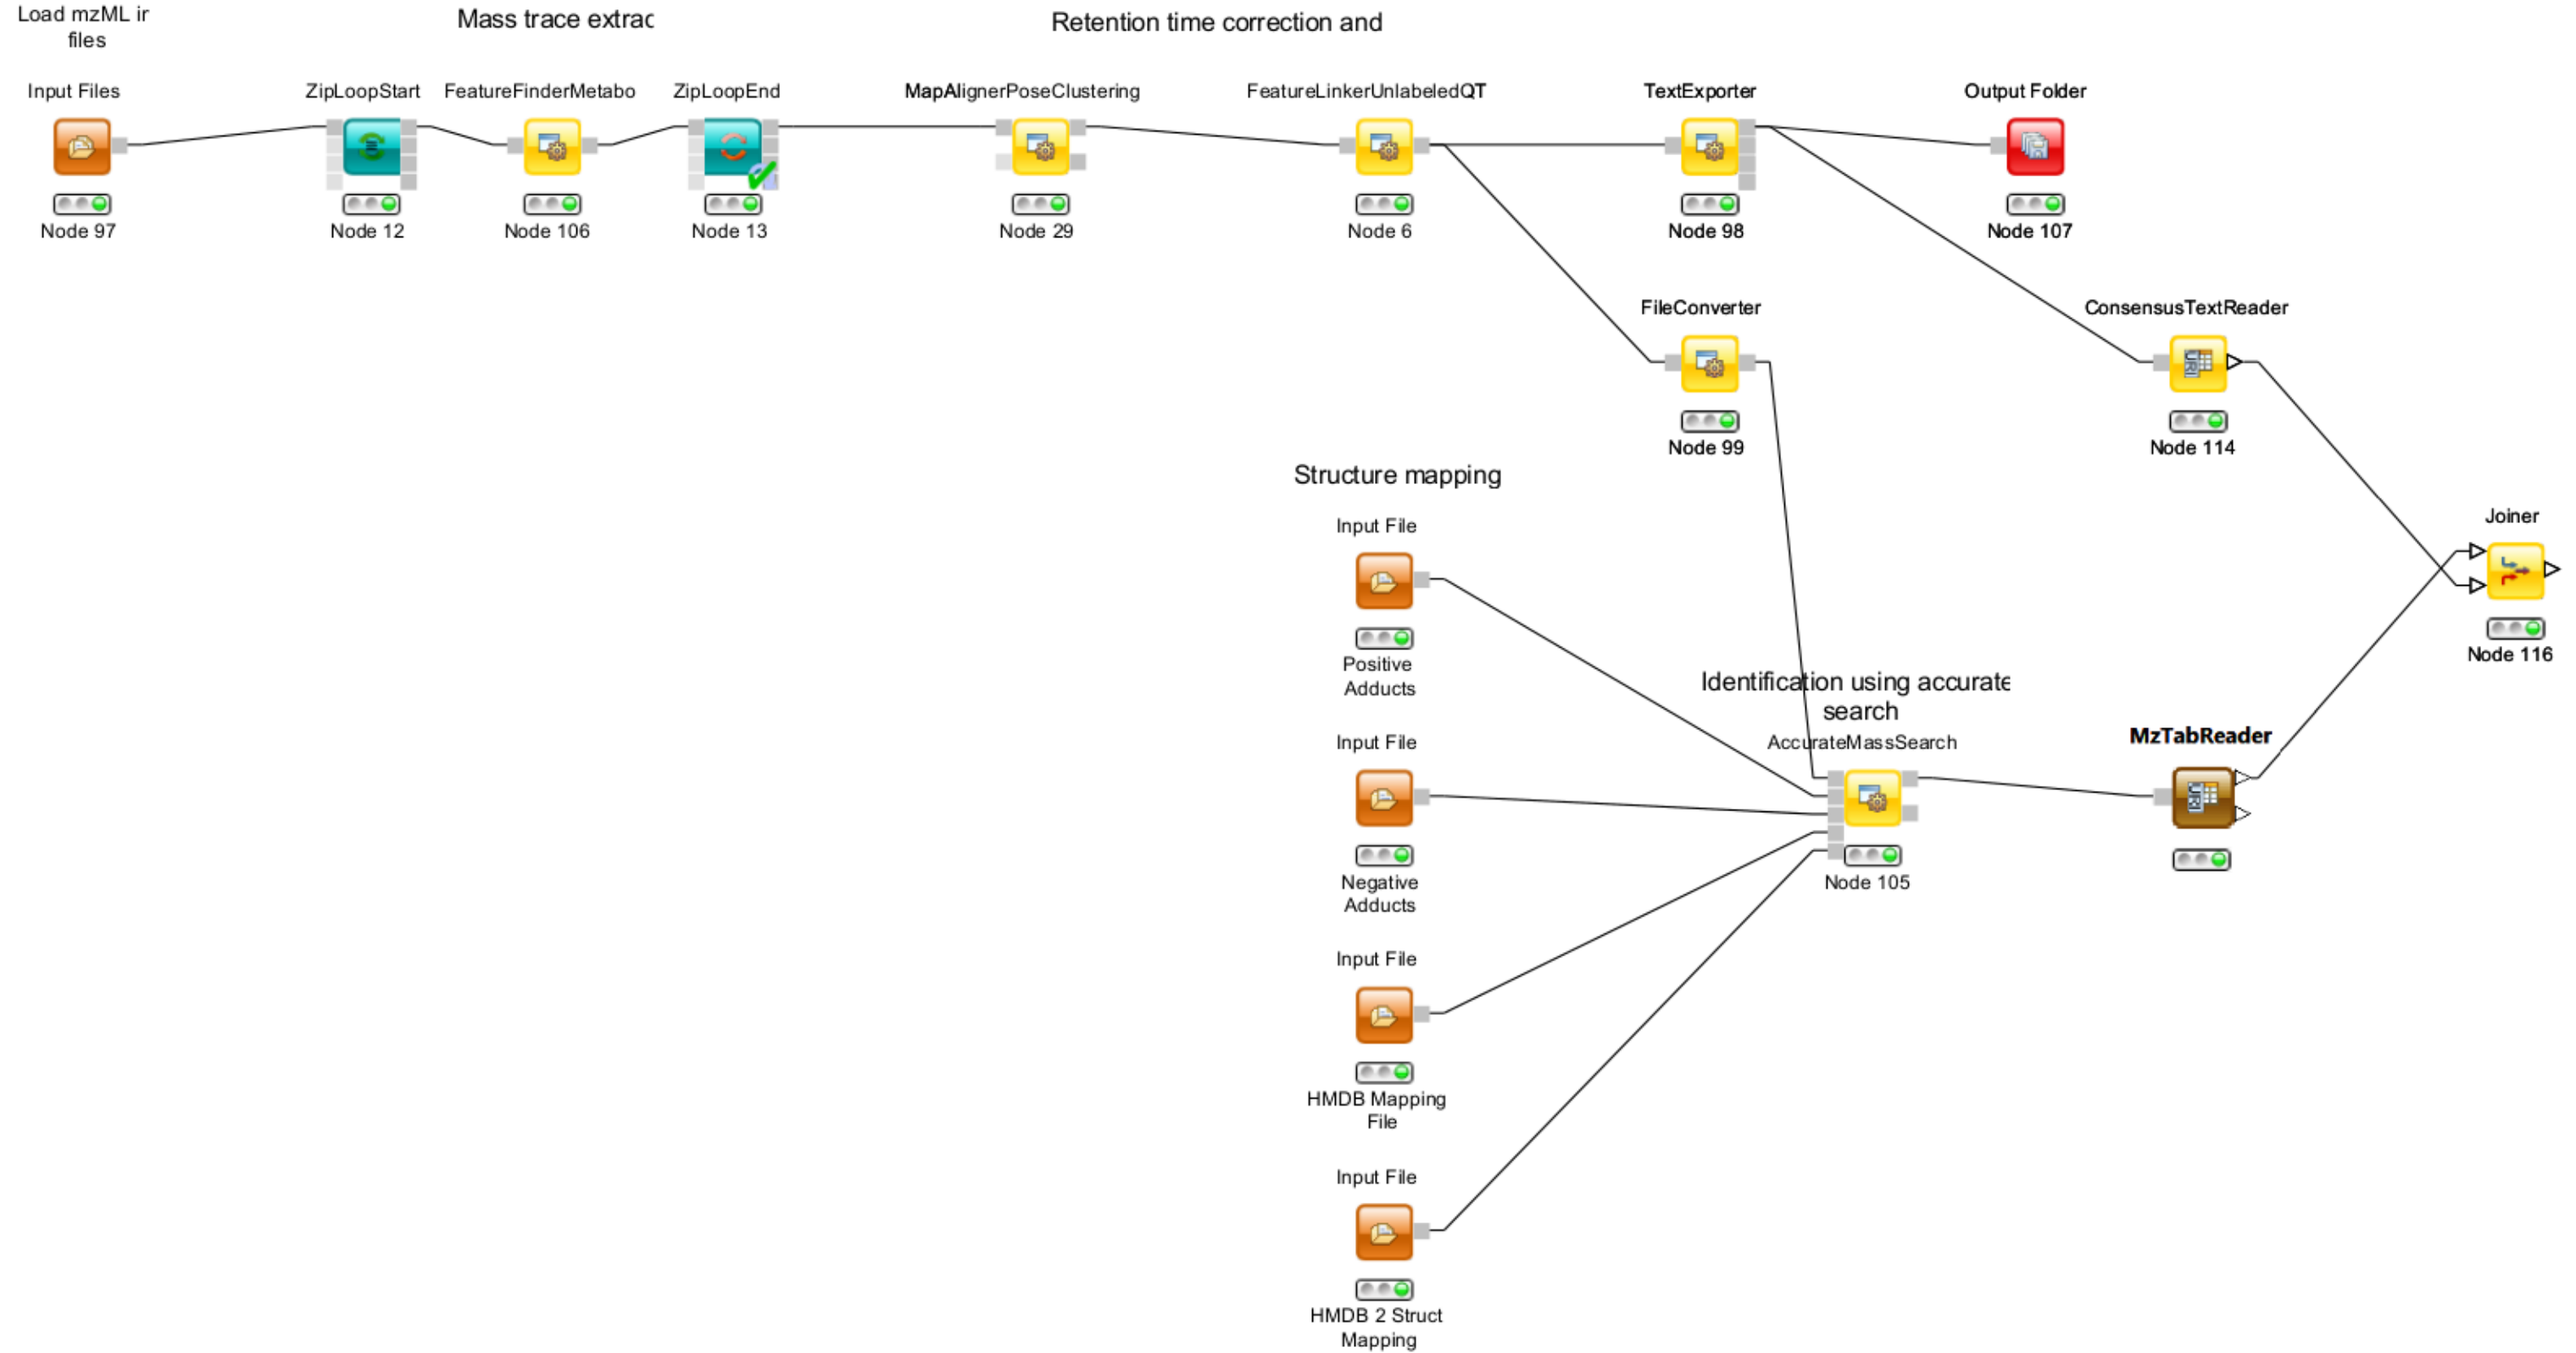 Load mzML ir
files
Mass trace extrac
Retention time correction and
Input Files
ZipLoopStart
FeatureFinderMetabo
ZipLoopEnd
MapAlignerPoseClustering
FeatureLinkerUnlabeledQT
TextExporter
Output Folder
Node 97
Node 12
Node 106
Node 13
Node 29
Node 6
Node 98
Node 107
FileConverter
ConsensusTextReader
Node 99
Node 114
Structure mapping
Input File
Joiner
Positive
Adducts
Node 116
Identification using accurate
search
Input File
AccurateMassSearch
MzTabReader
Negative
Adducts
Node 105
Input File
HMDB Mapping
File
Input File
HMDB 2 Struct
Mapping